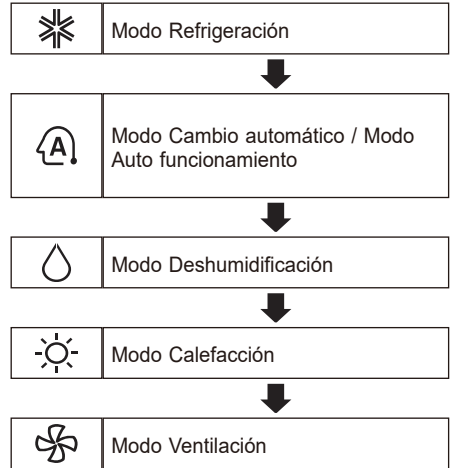 Modo Refrigeración
A
Modo Cambio automático / Modo
Auto funcionamiento
Modo Deshumidificación
Modo Calefacción
Modo Ventilación